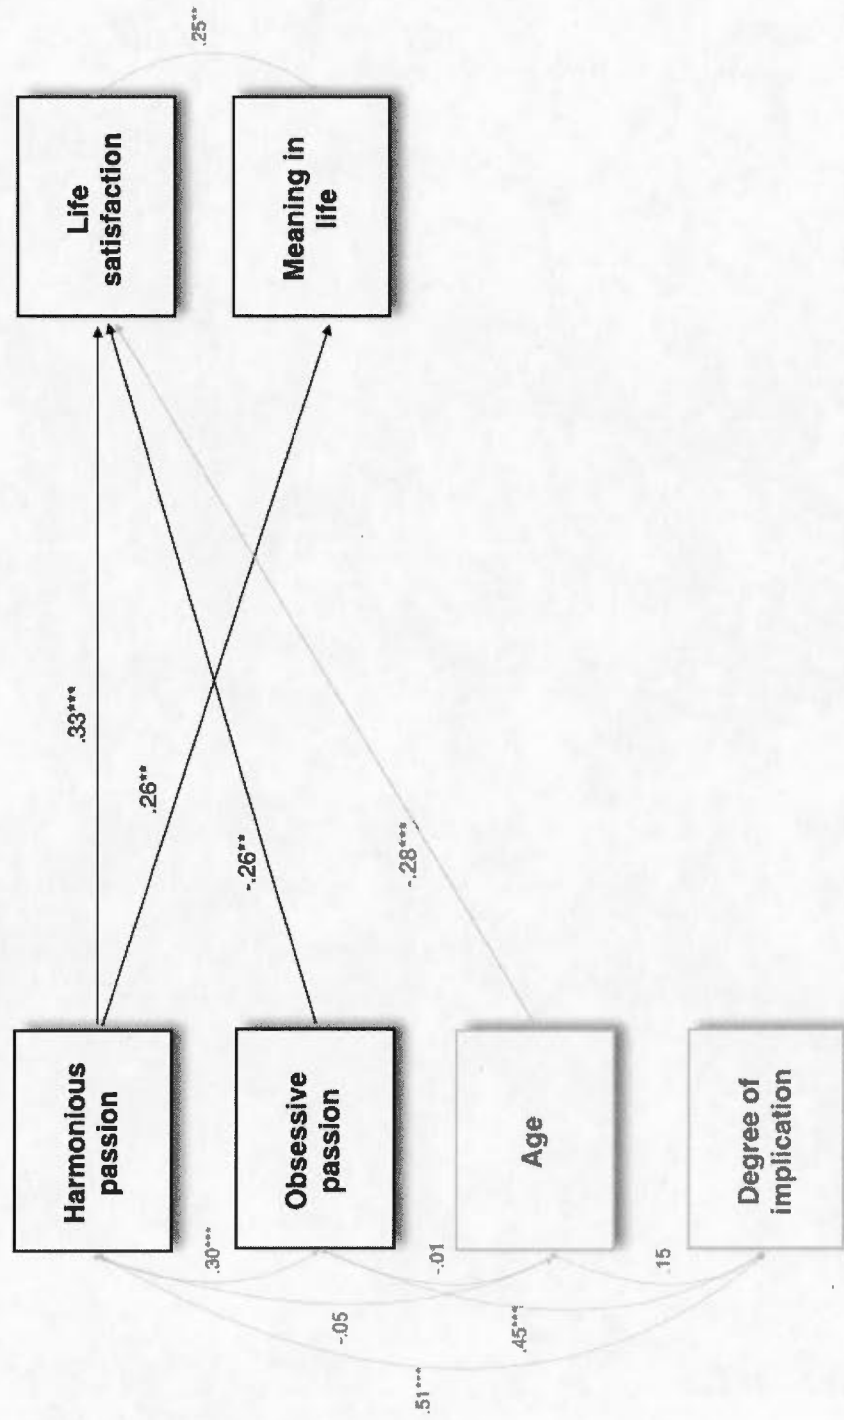 Harmonious
passion
Obsessive
passion
Age
Degree of
implication
Life
satisfaction
Meaning in
life
.33***
.26**
-.26**
-.28***
.25**
.30***
-.05
-.01
.45***
.15
.51***